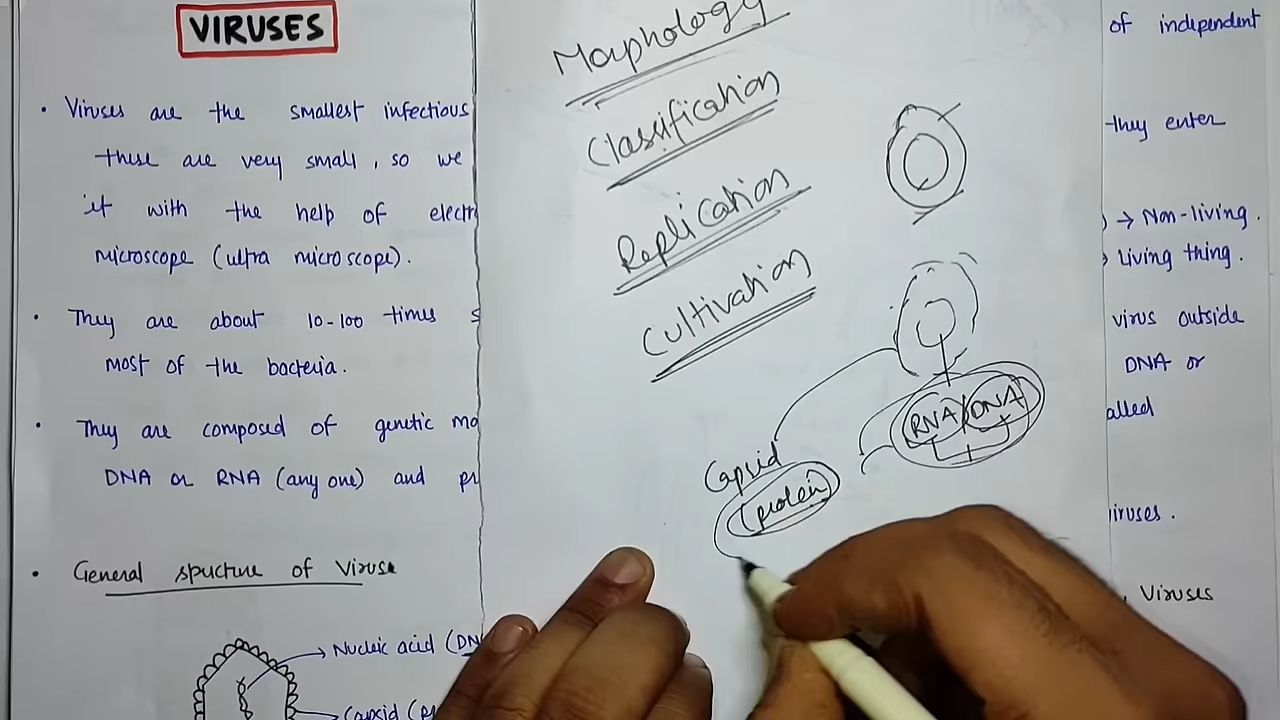 VIRUSES
• Viruses are the smallest infectious
these are very small, so we
it with the help of electr
microscope (ultra microscope).
• They are about 10-100 times s
most of the bacteria.
• They are composed of genetic ma
DNA or RNA (any one) and pr
• General structure of Virus
Nucleic acid (DN
Capsid (pr
Morphology
Classification
Replication
Cultivation
RNA/DNA
Capsid
(protein)
of independent
they enter
) → Non-living.
Living thing.
virus outside
DNA or
alled
iruses.
Viruses